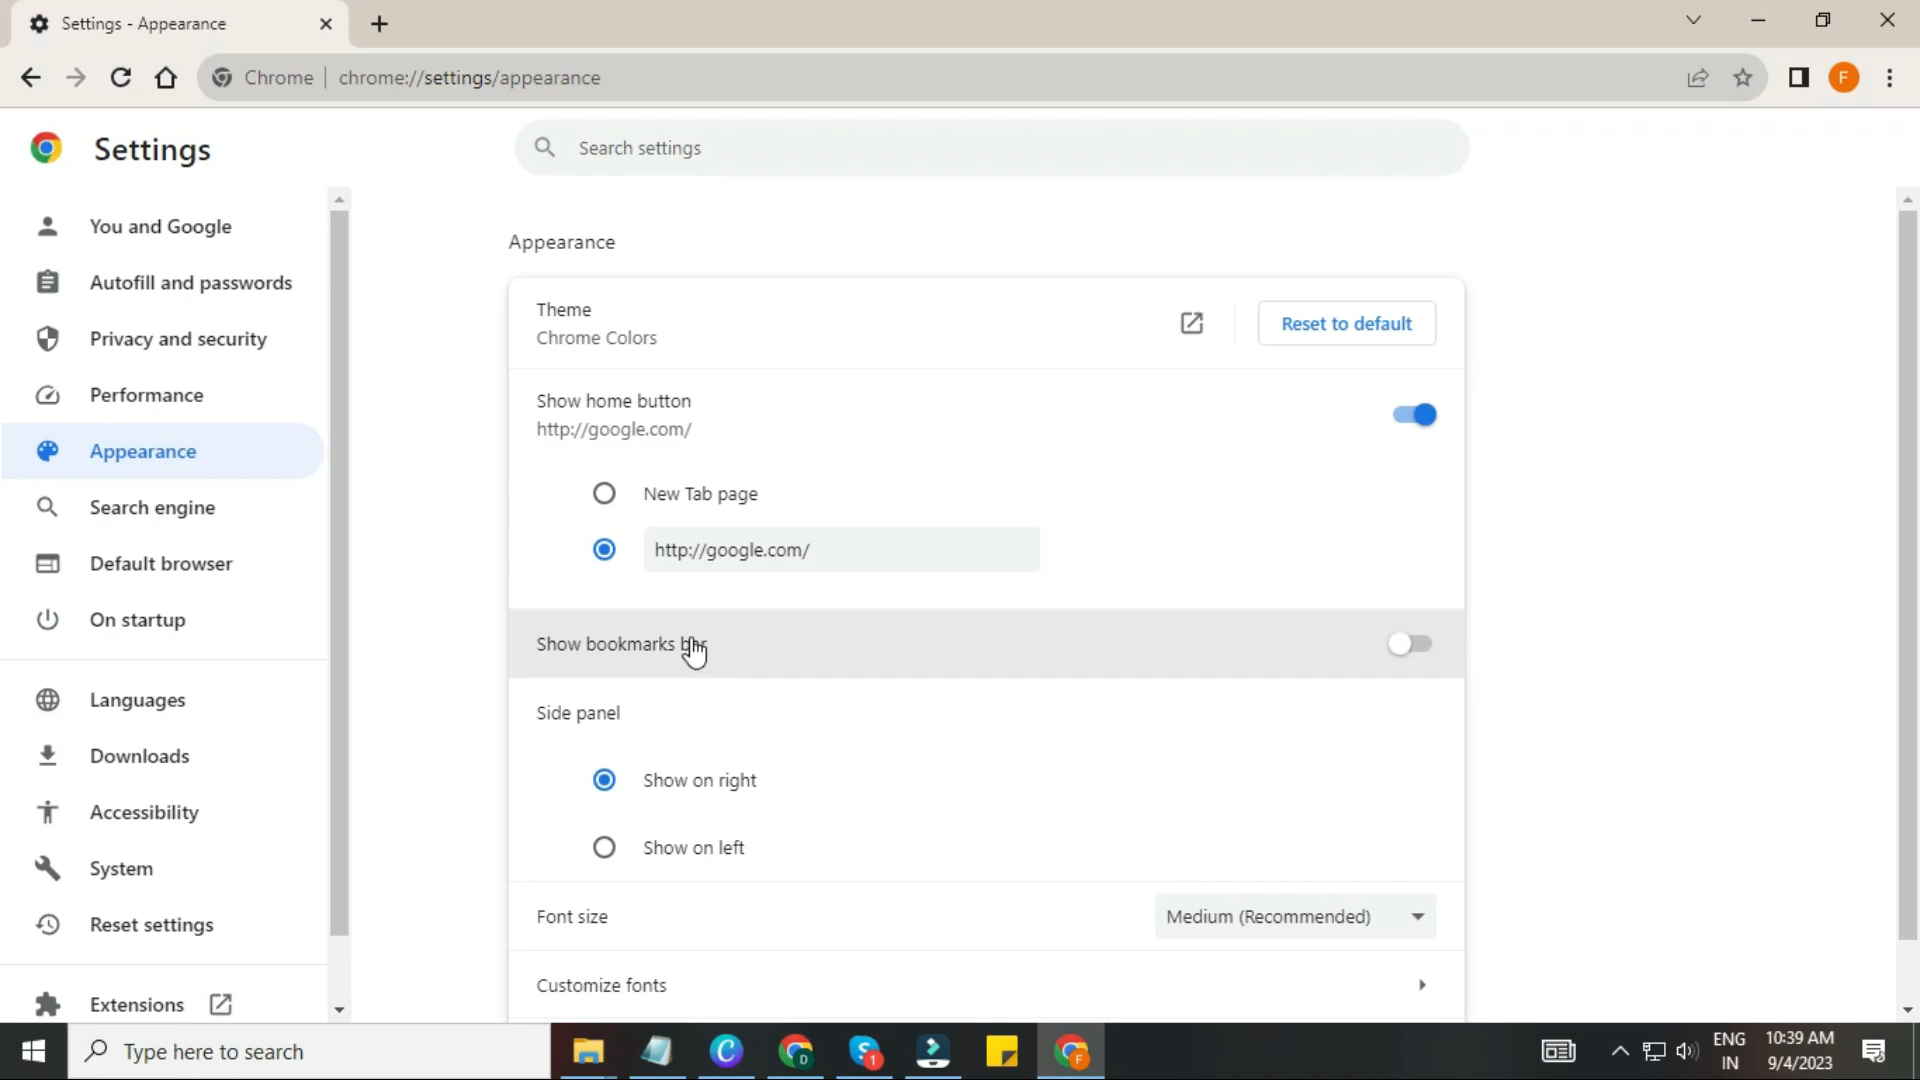 Settings - Appearance
Chrome | chrome://settings/appearance
F
Settings
Search settings
You and Google
Autofill and passwords
Privacy and security
Performance
Appearance
Search engine
Default browser
On startup
Languages
Downloads
Accessibility
System
Reset settings
Extensions
Appearance
Theme
Chrome Colors
Reset to default
Show home button
http://google.com/
New Tab page
http://google.com/
Show bookmarks bar
Side panel
Show on right
Show on left
Font size
Medium (Recommended)
Customize fonts
Type here to search
C
D
S
1
F
ENG
IN
10:39 AM
9/4/2023